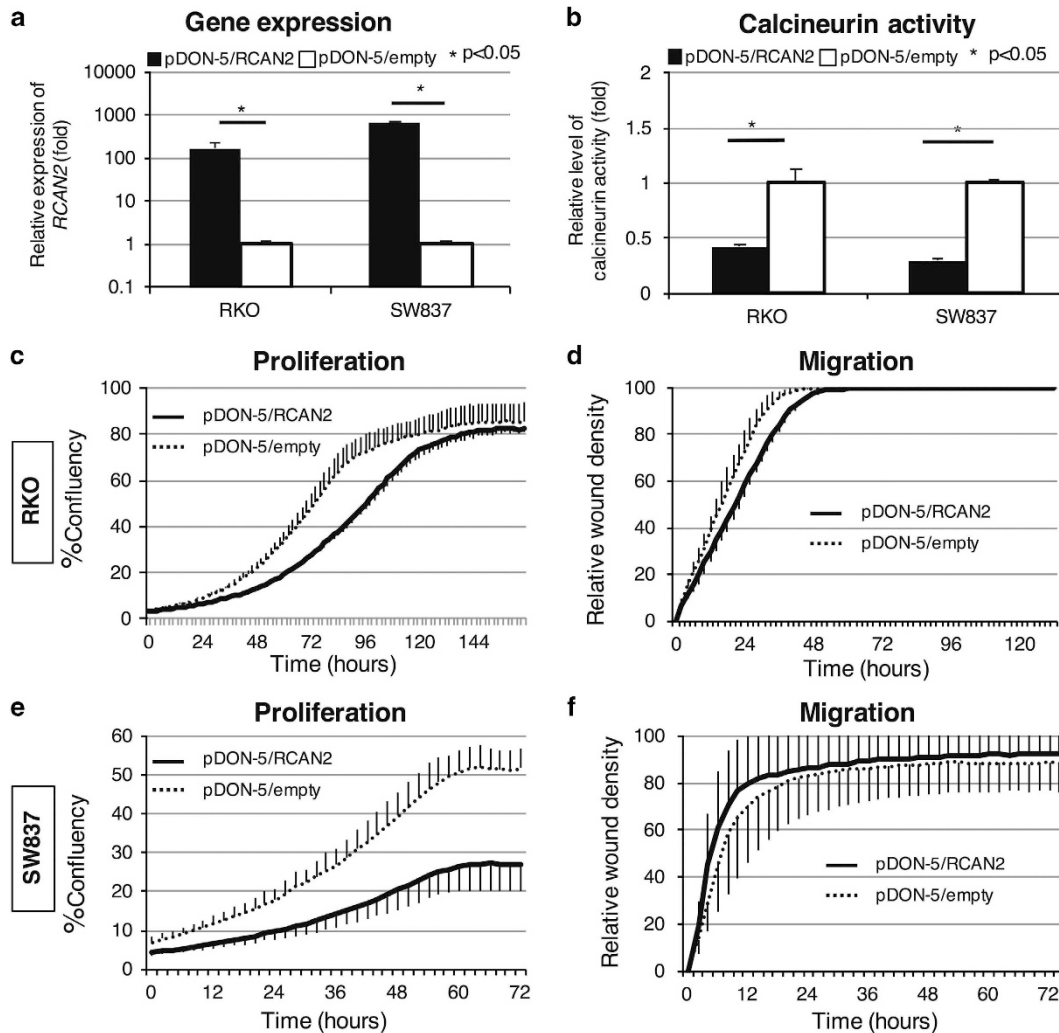 a
Gene expression
pDON-5/RCAN2 pDON-5/empty * p<0.05
Relative expression of
RCAN2 (fold)
10000
1000
100
10
1
0.1
*
*
RKO SW837
b
Calcineurin activity
pDON-5/RCAN2 pDON-5/empty * p<0.05
Relative level of
calcineurin activity (fold)
2
1.5
1
0.5
0
*
*
RKO SW837
RKO
c
Proliferation
pDON-5/RCAN2
pDON-5/empty
%Confluency
100
80
60
40
20
0
0 24 48 72 96 120 144
Time (hours)
d
Migration
pDON-5/RCAN2
pDON-5/empty
Relative wound density
100
80
60
40
20
0
0 24 48 72 96 120
Time (hours)
SW837
e
Proliferation
pDON-5/RCAN2
pDON-5/empty
%Confluency
60
50
40
30
20
10
0
0 12 24 36 48 60 72
Time (hours)
f
Migration
pDON-5/RCAN2
pDON-5/empty
Relative wound density
100
80
60
40
20
0
0 12 24 36 48 60 72
Time (hours)